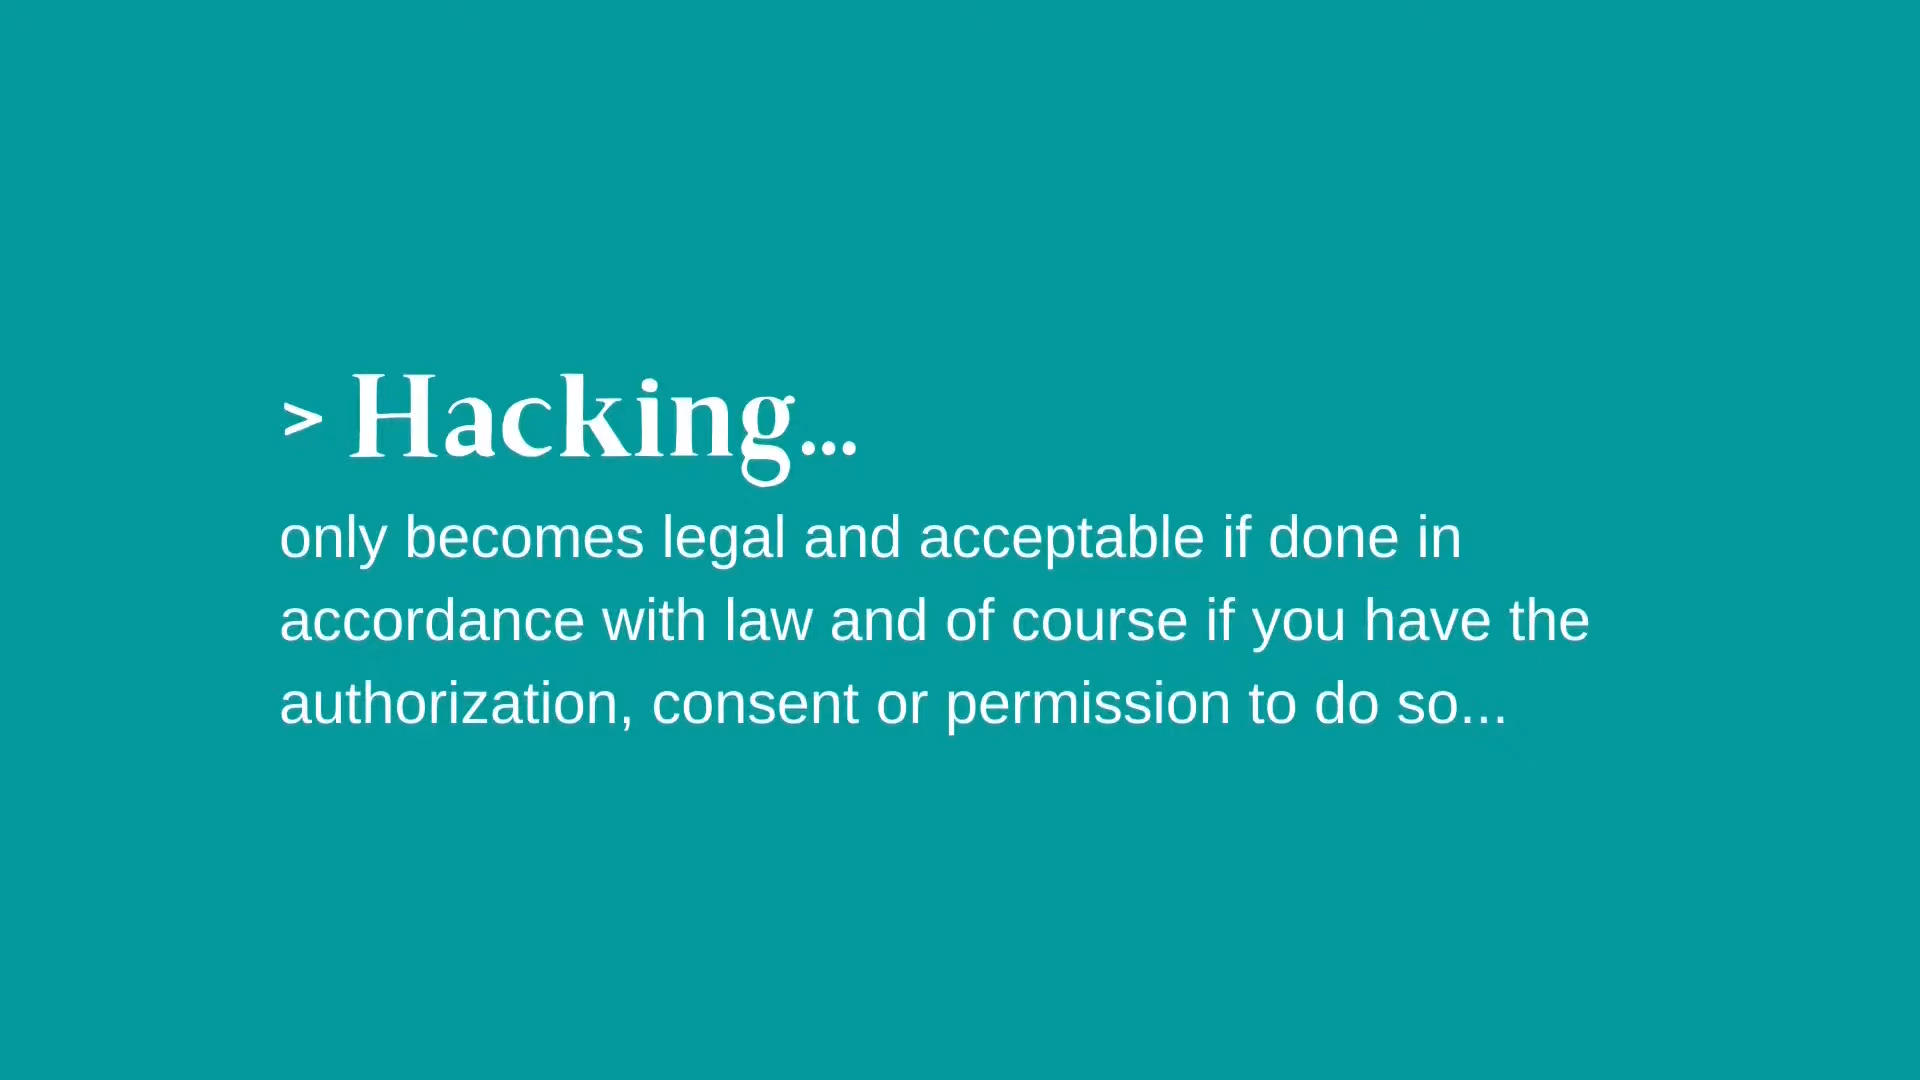 > Hacking...
only becomes legal and acceptable if done in
accordance with law and of course if you have the
authorization, consent or permission to do so...